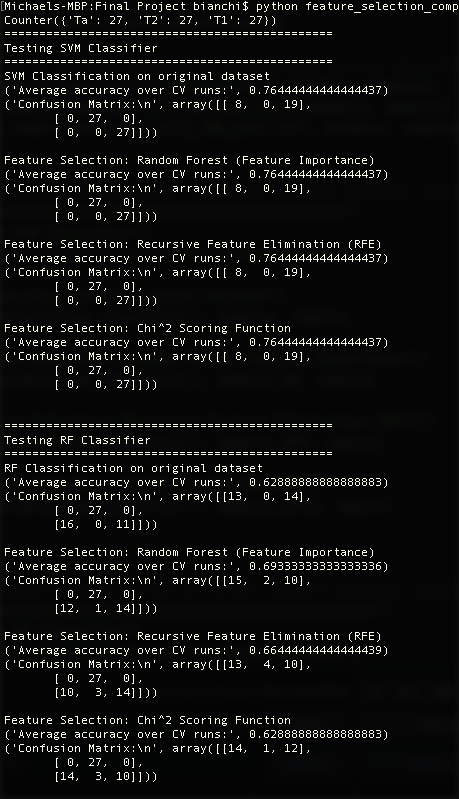 [Michaels-MBP:Final Project bianchi$ python feature_selection_comp
Counter({'Ta': 27, 'T2': 27, 'T1': 27})
===============================================
Testing SVM Classifier
===============================================
SVM Classification on original dataset
('Average accuracy over CV runs:', 0.76444444444444437)
('Confusion Matrix:\n', array([[ 8,  0, 19],
       [ 0, 27,  0],
       [ 0,  0, 27]]))
Feature Selection: Random Forest (Feature Importance)
('Average accuracy over CV runs:', 0.76444444444444437)
('Confusion Matrix:\n', array([[ 8,  0, 19],
       [ 0, 27,  0],
       [ 0,  0, 27]]))
Feature Selection: Recursive Feature Elimination (RFE)
('Average accuracy over CV runs:', 0.76444444444444437)
('Confusion Matrix:\n', array([[ 8,  0, 19],
       [ 0, 27,  0],
       [ 0,  0, 27]]))
Feature Selection: Chi^2 Scoring Function
('Average accuracy over CV runs:', 0.76444444444444437)
('Confusion Matrix:\n', array([[ 8,  0, 19],
       [ 0, 27,  0],
       [ 0,  0, 27]]))
===============================================
Testing RF Classifier
===============================================
RF Classification on original dataset
('Average accuracy over CV runs:', 0.62888888888888883)
('Confusion Matrix:\n', array([[13,  0, 14],
       [ 0, 27,  0],
       [16,  0, 11]]))
Feature Selection: Random Forest (Feature Importance)
('Average accuracy over CV runs:', 0.69333333333333336)
('Confusion Matrix:\n', array([[15,  2, 10],
       [ 0, 27,  0],
       [12,  1, 14]]))
Feature Selection: Recursive Feature Elimination (RFE)
('Average accuracy over CV runs:', 0.66444444444444439)
('Confusion Matrix:\n', array([[13,  4, 10],
       [ 0, 27,  0],
       [10,  3, 14]]))
Feature Selection: Chi^2 Scoring Function
('Average accuracy over CV runs:', 0.62888888888888883)
('Confusion Matrix:\n', array([[14,  1, 12],
       [ 0, 27,  0],
       [14,  3, 10]]))